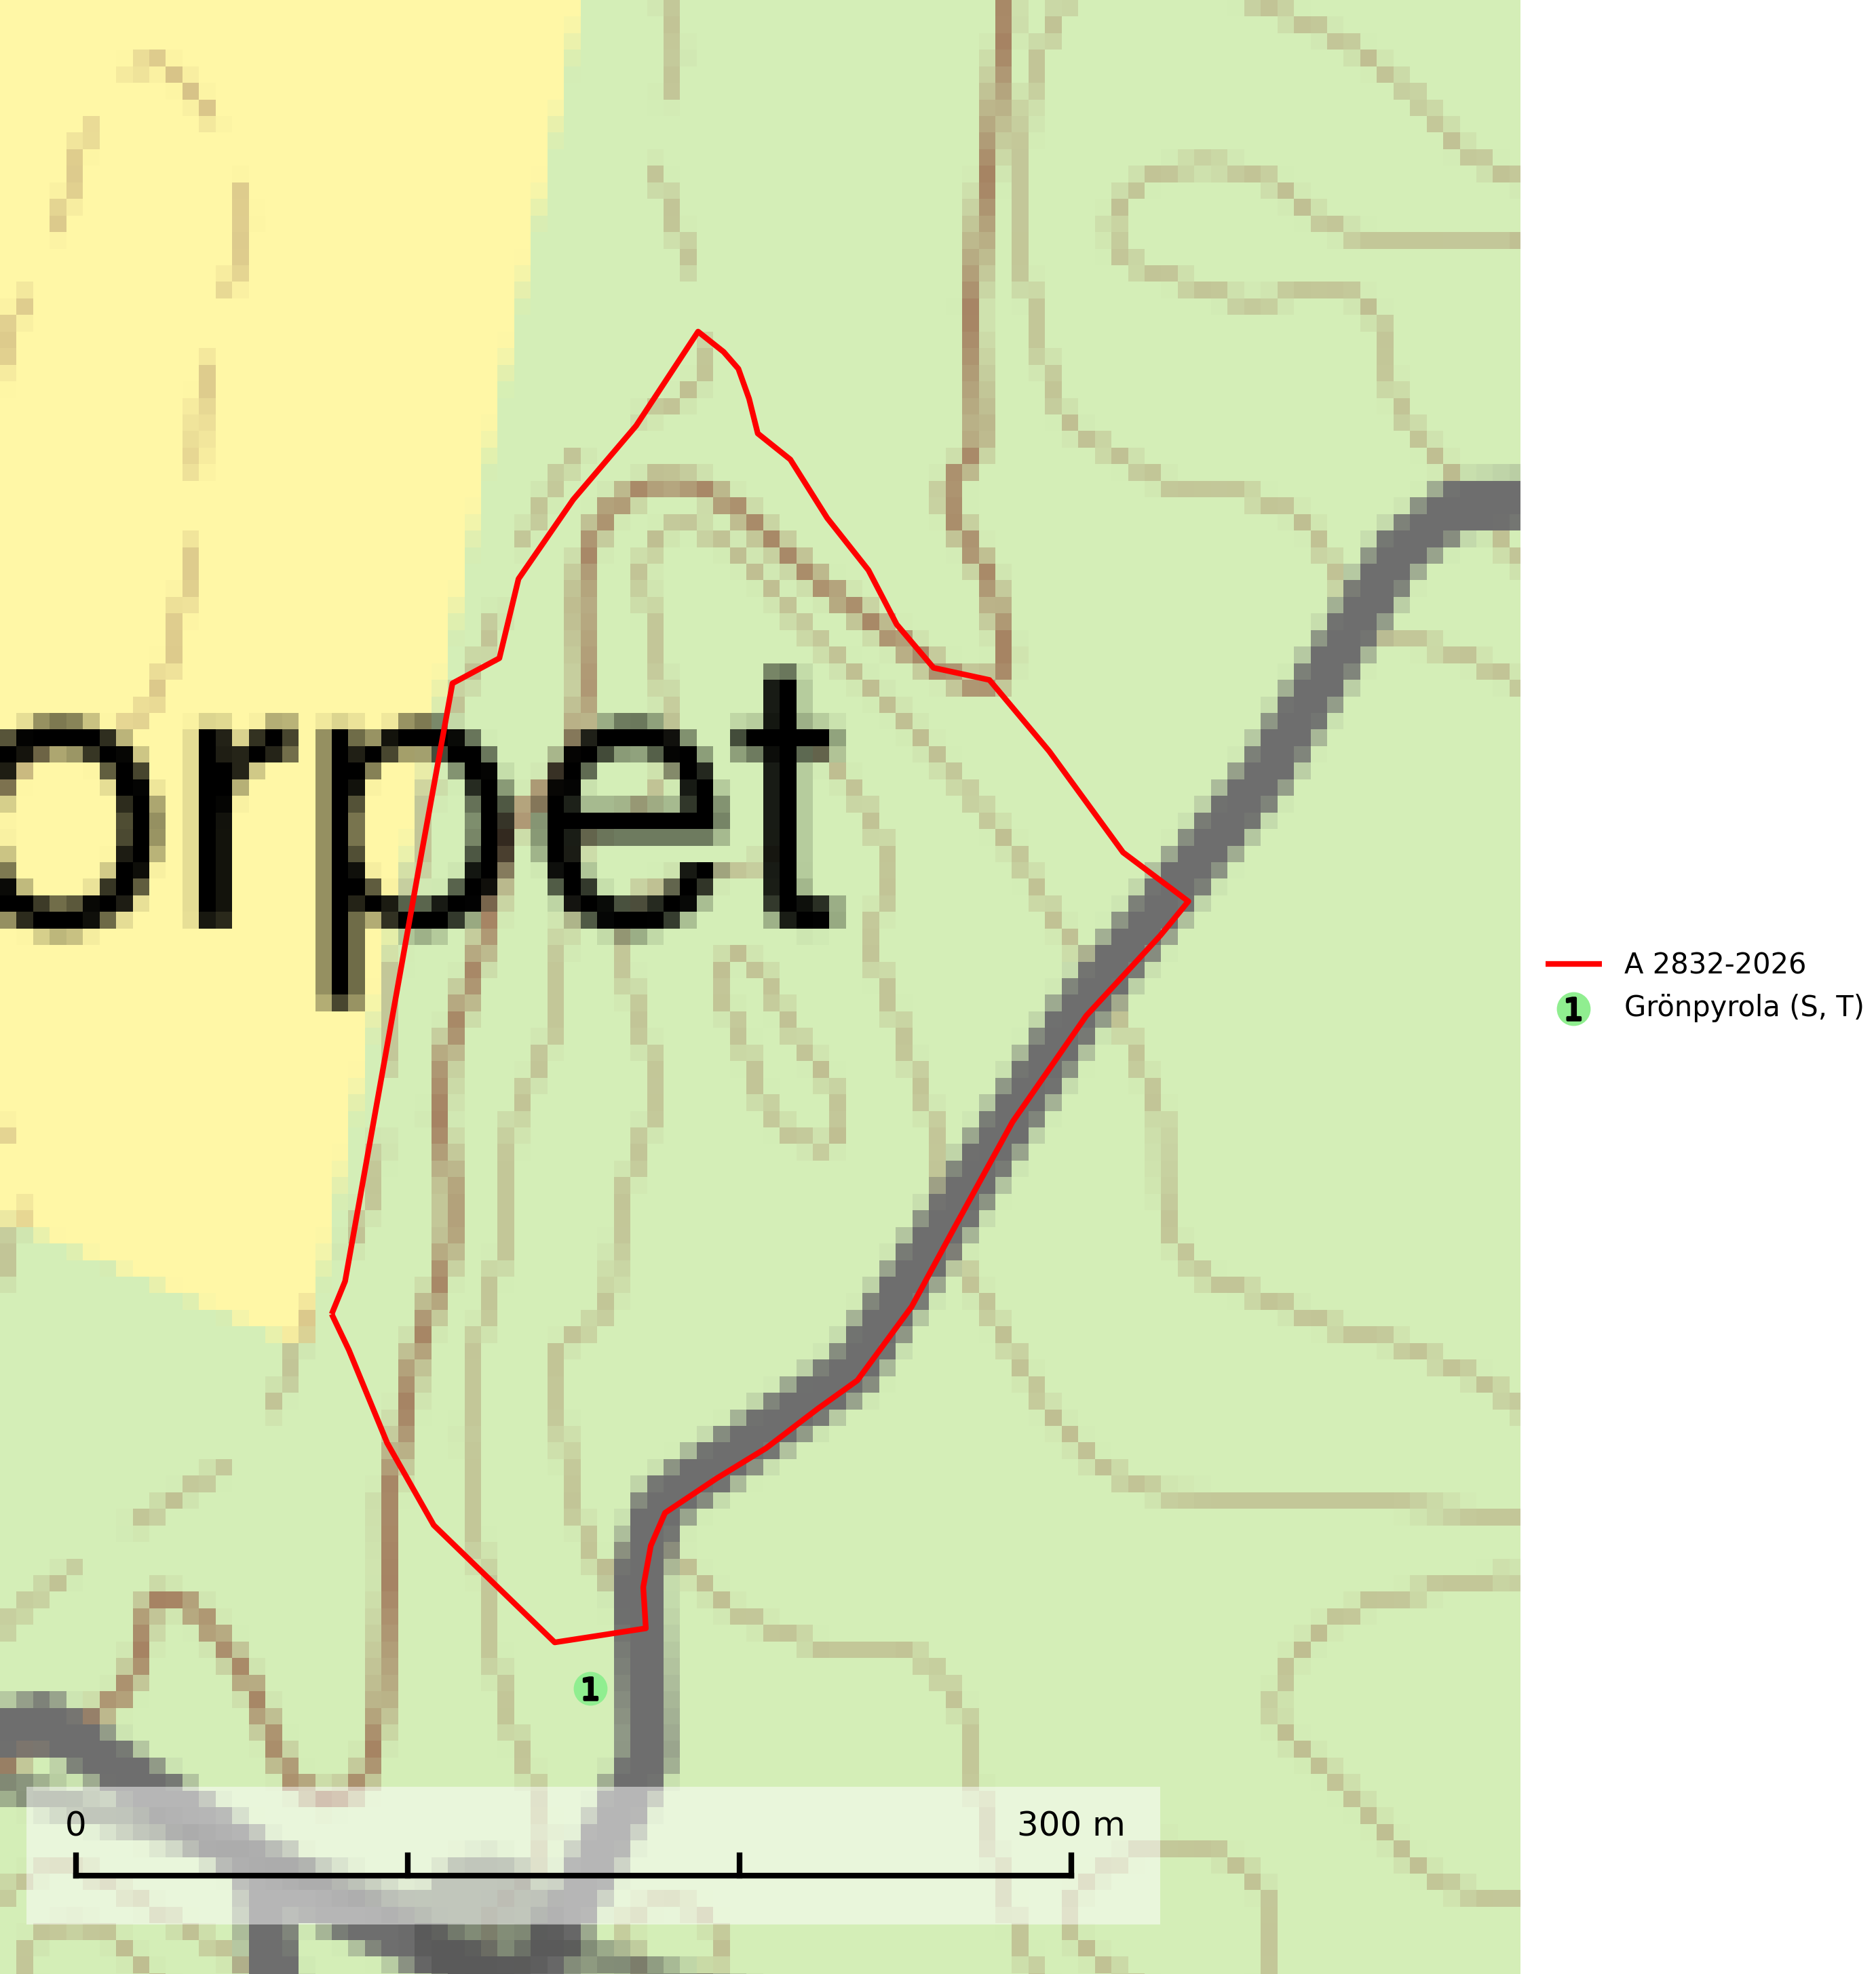 orpet
A 2832-2026
1 Grönpyrola (S, T)
1
0 300 m